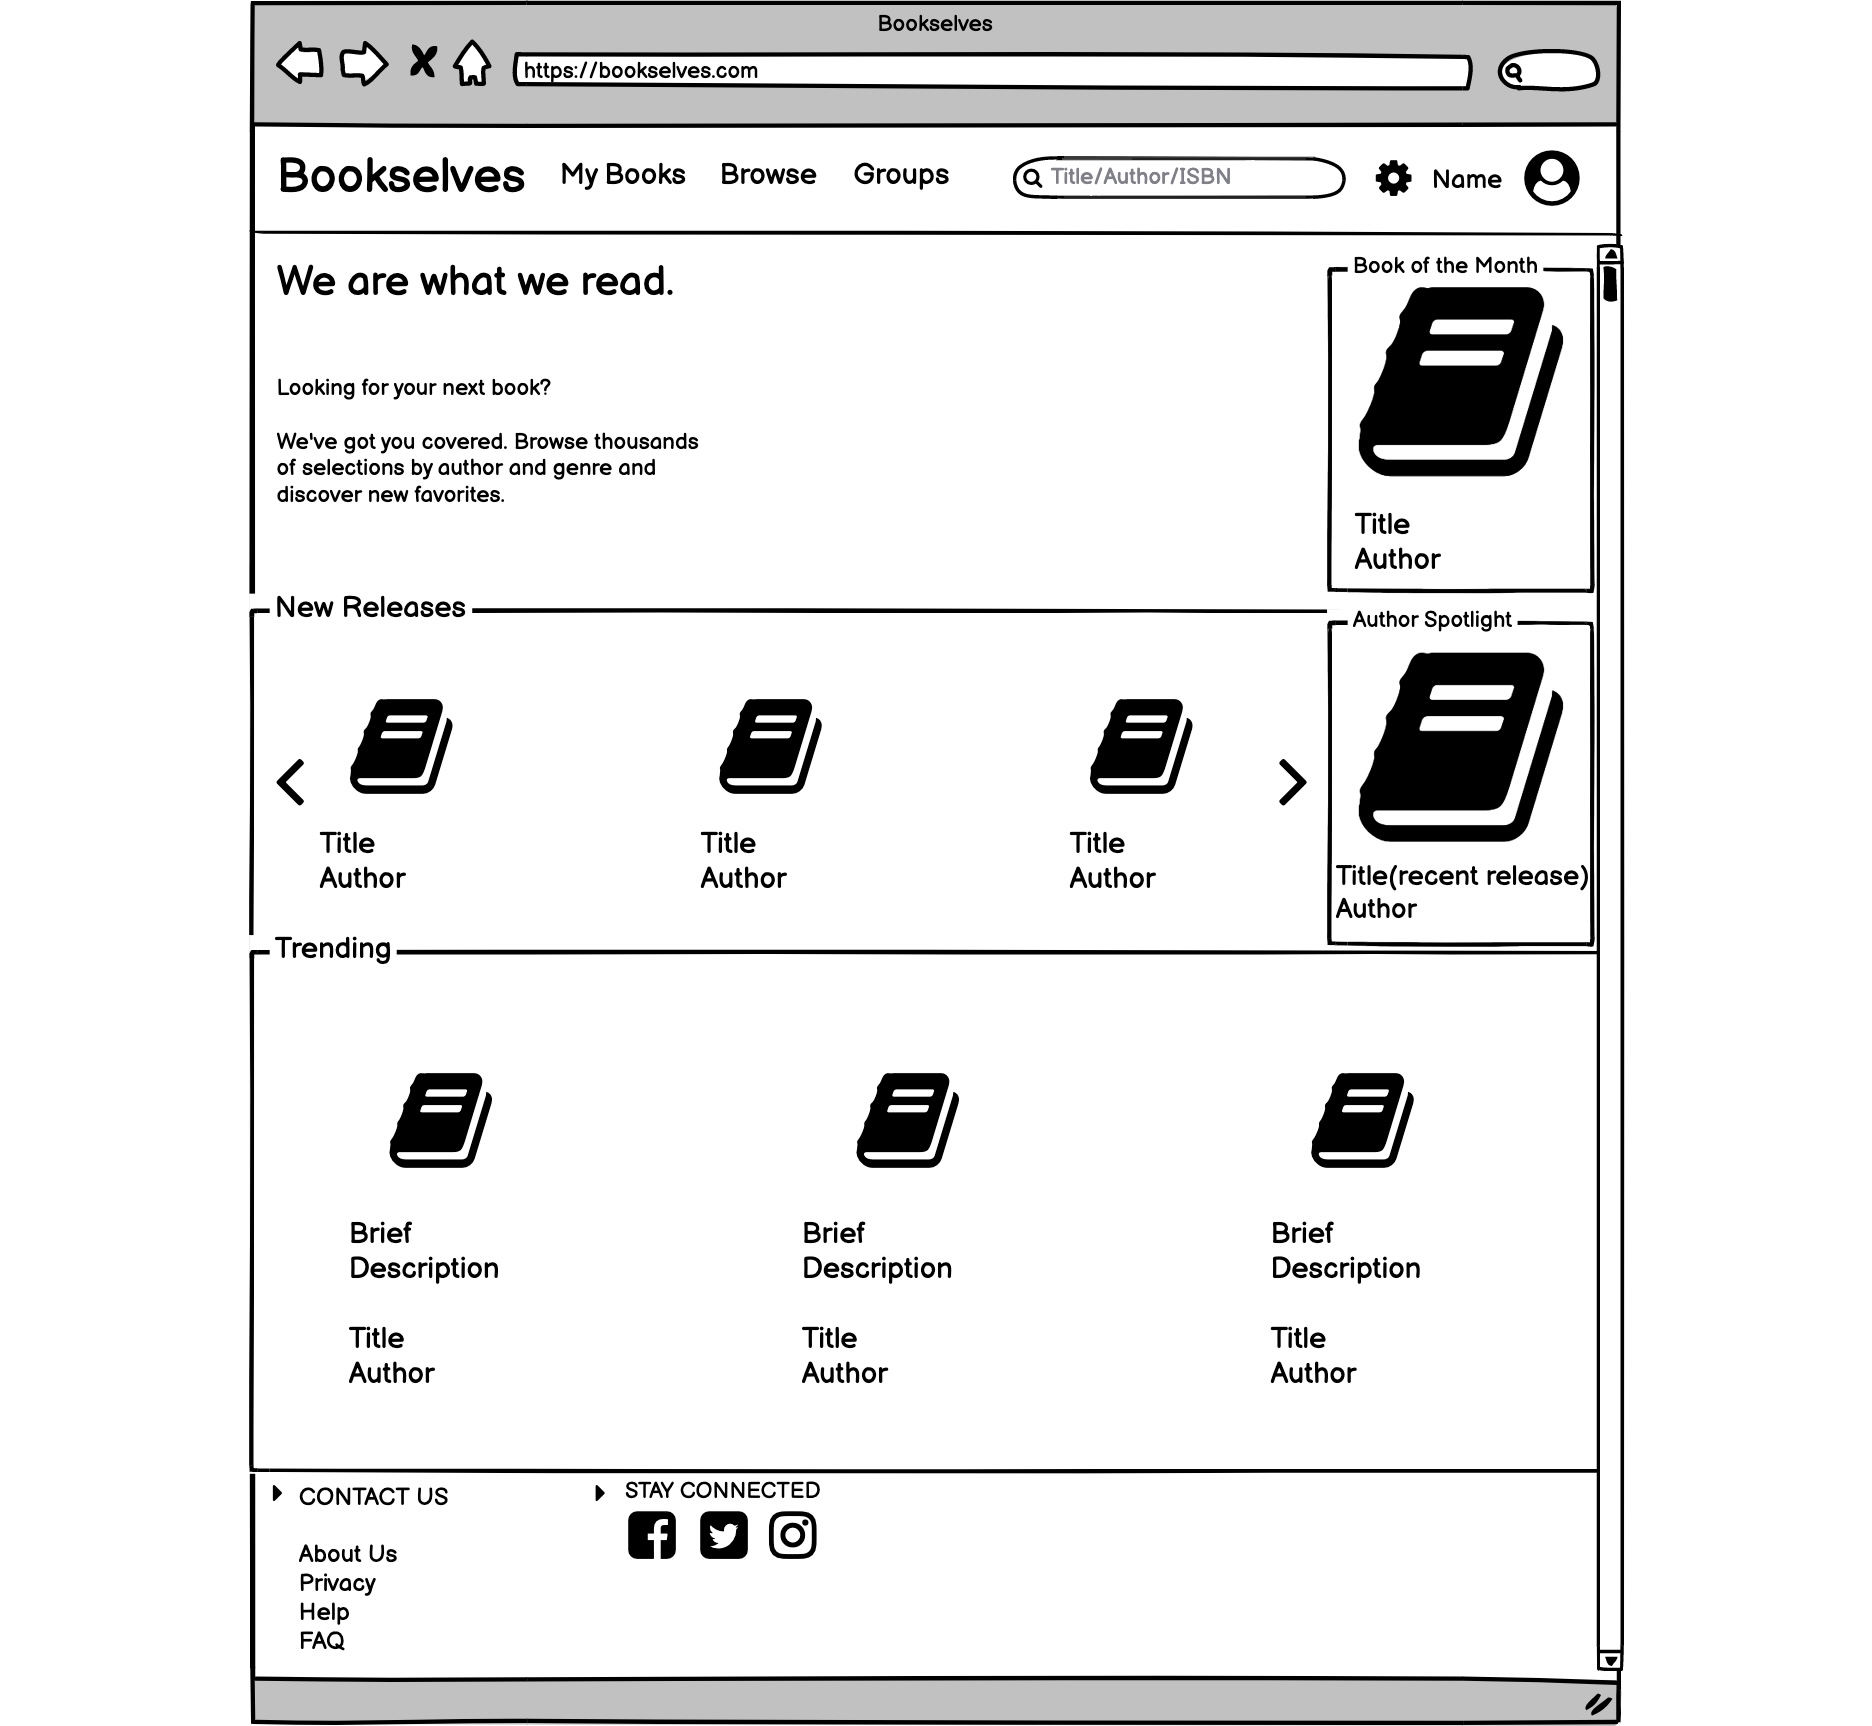 Bookselves
https://bookselves.com
Bookselves
My Books
Browse
Groups
Title/Author/ISBN
Name
We are what we read.
Looking for your next book?
We've got you covered. Browse thousands
of selections by author and genre and
discover new favorites.
Book of the Month
Title
Author
New Releases
Title
Author
Title
Author
Title
Author
Author Spotlight
Title(recent release)
Author
Trending
Brief
Description
Title
Author
Brief
Description
Title
Author
Brief
Description
Title
Author
CONTACT US
About Us
Privacy
Help
FAQ
STAY CONNECTED